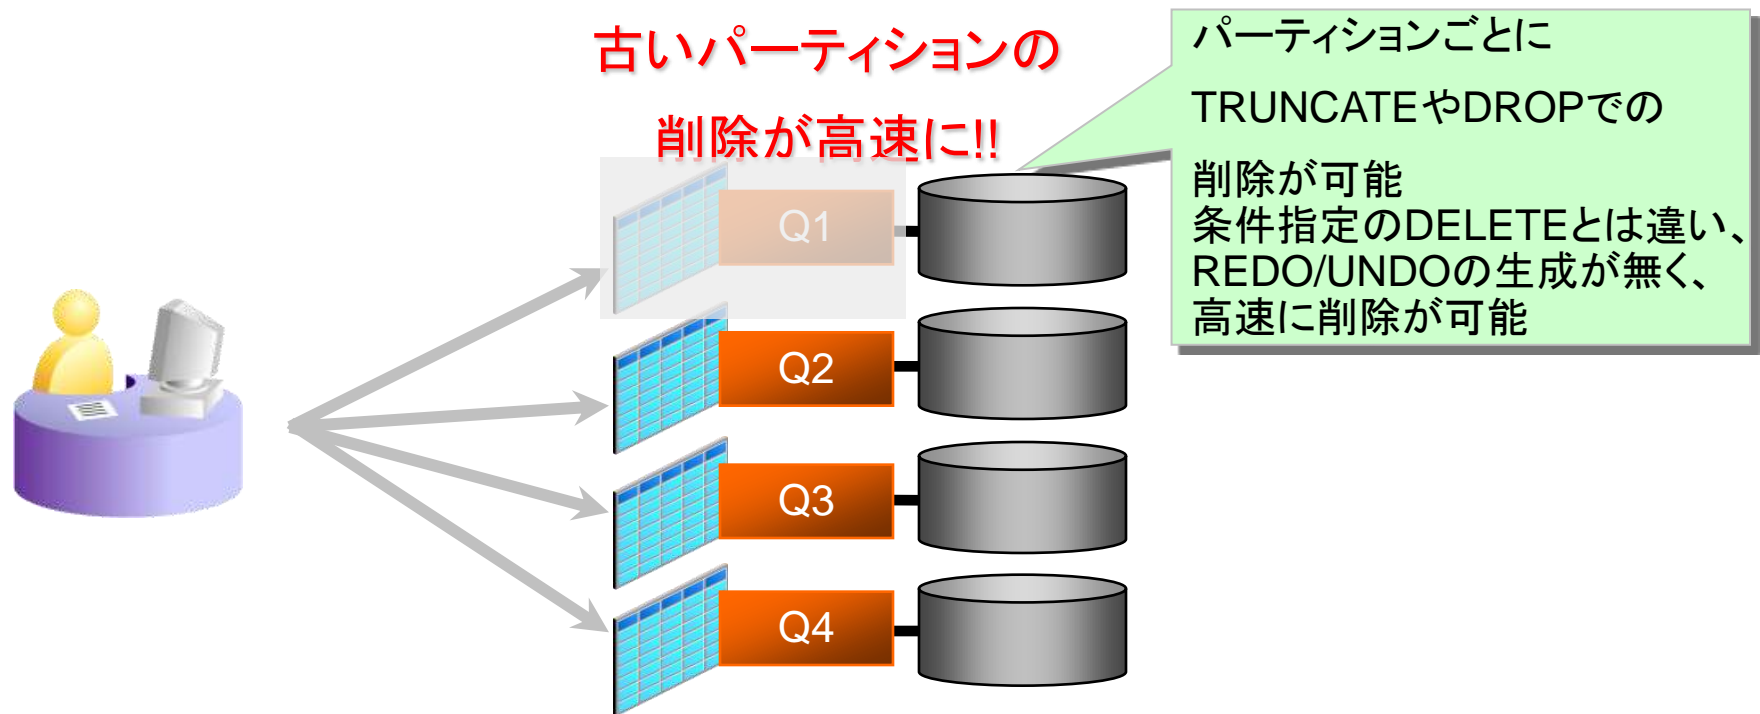 古いパーティションの
削除が高速に!!
パーティションごとに
TRUNCATEやDROPでの
削除が可能
条件指定のDELETEとは違い、
REDO/UNDOの生成が無く、
高速に削除が可能
Q1
Q2
Q3
Q4